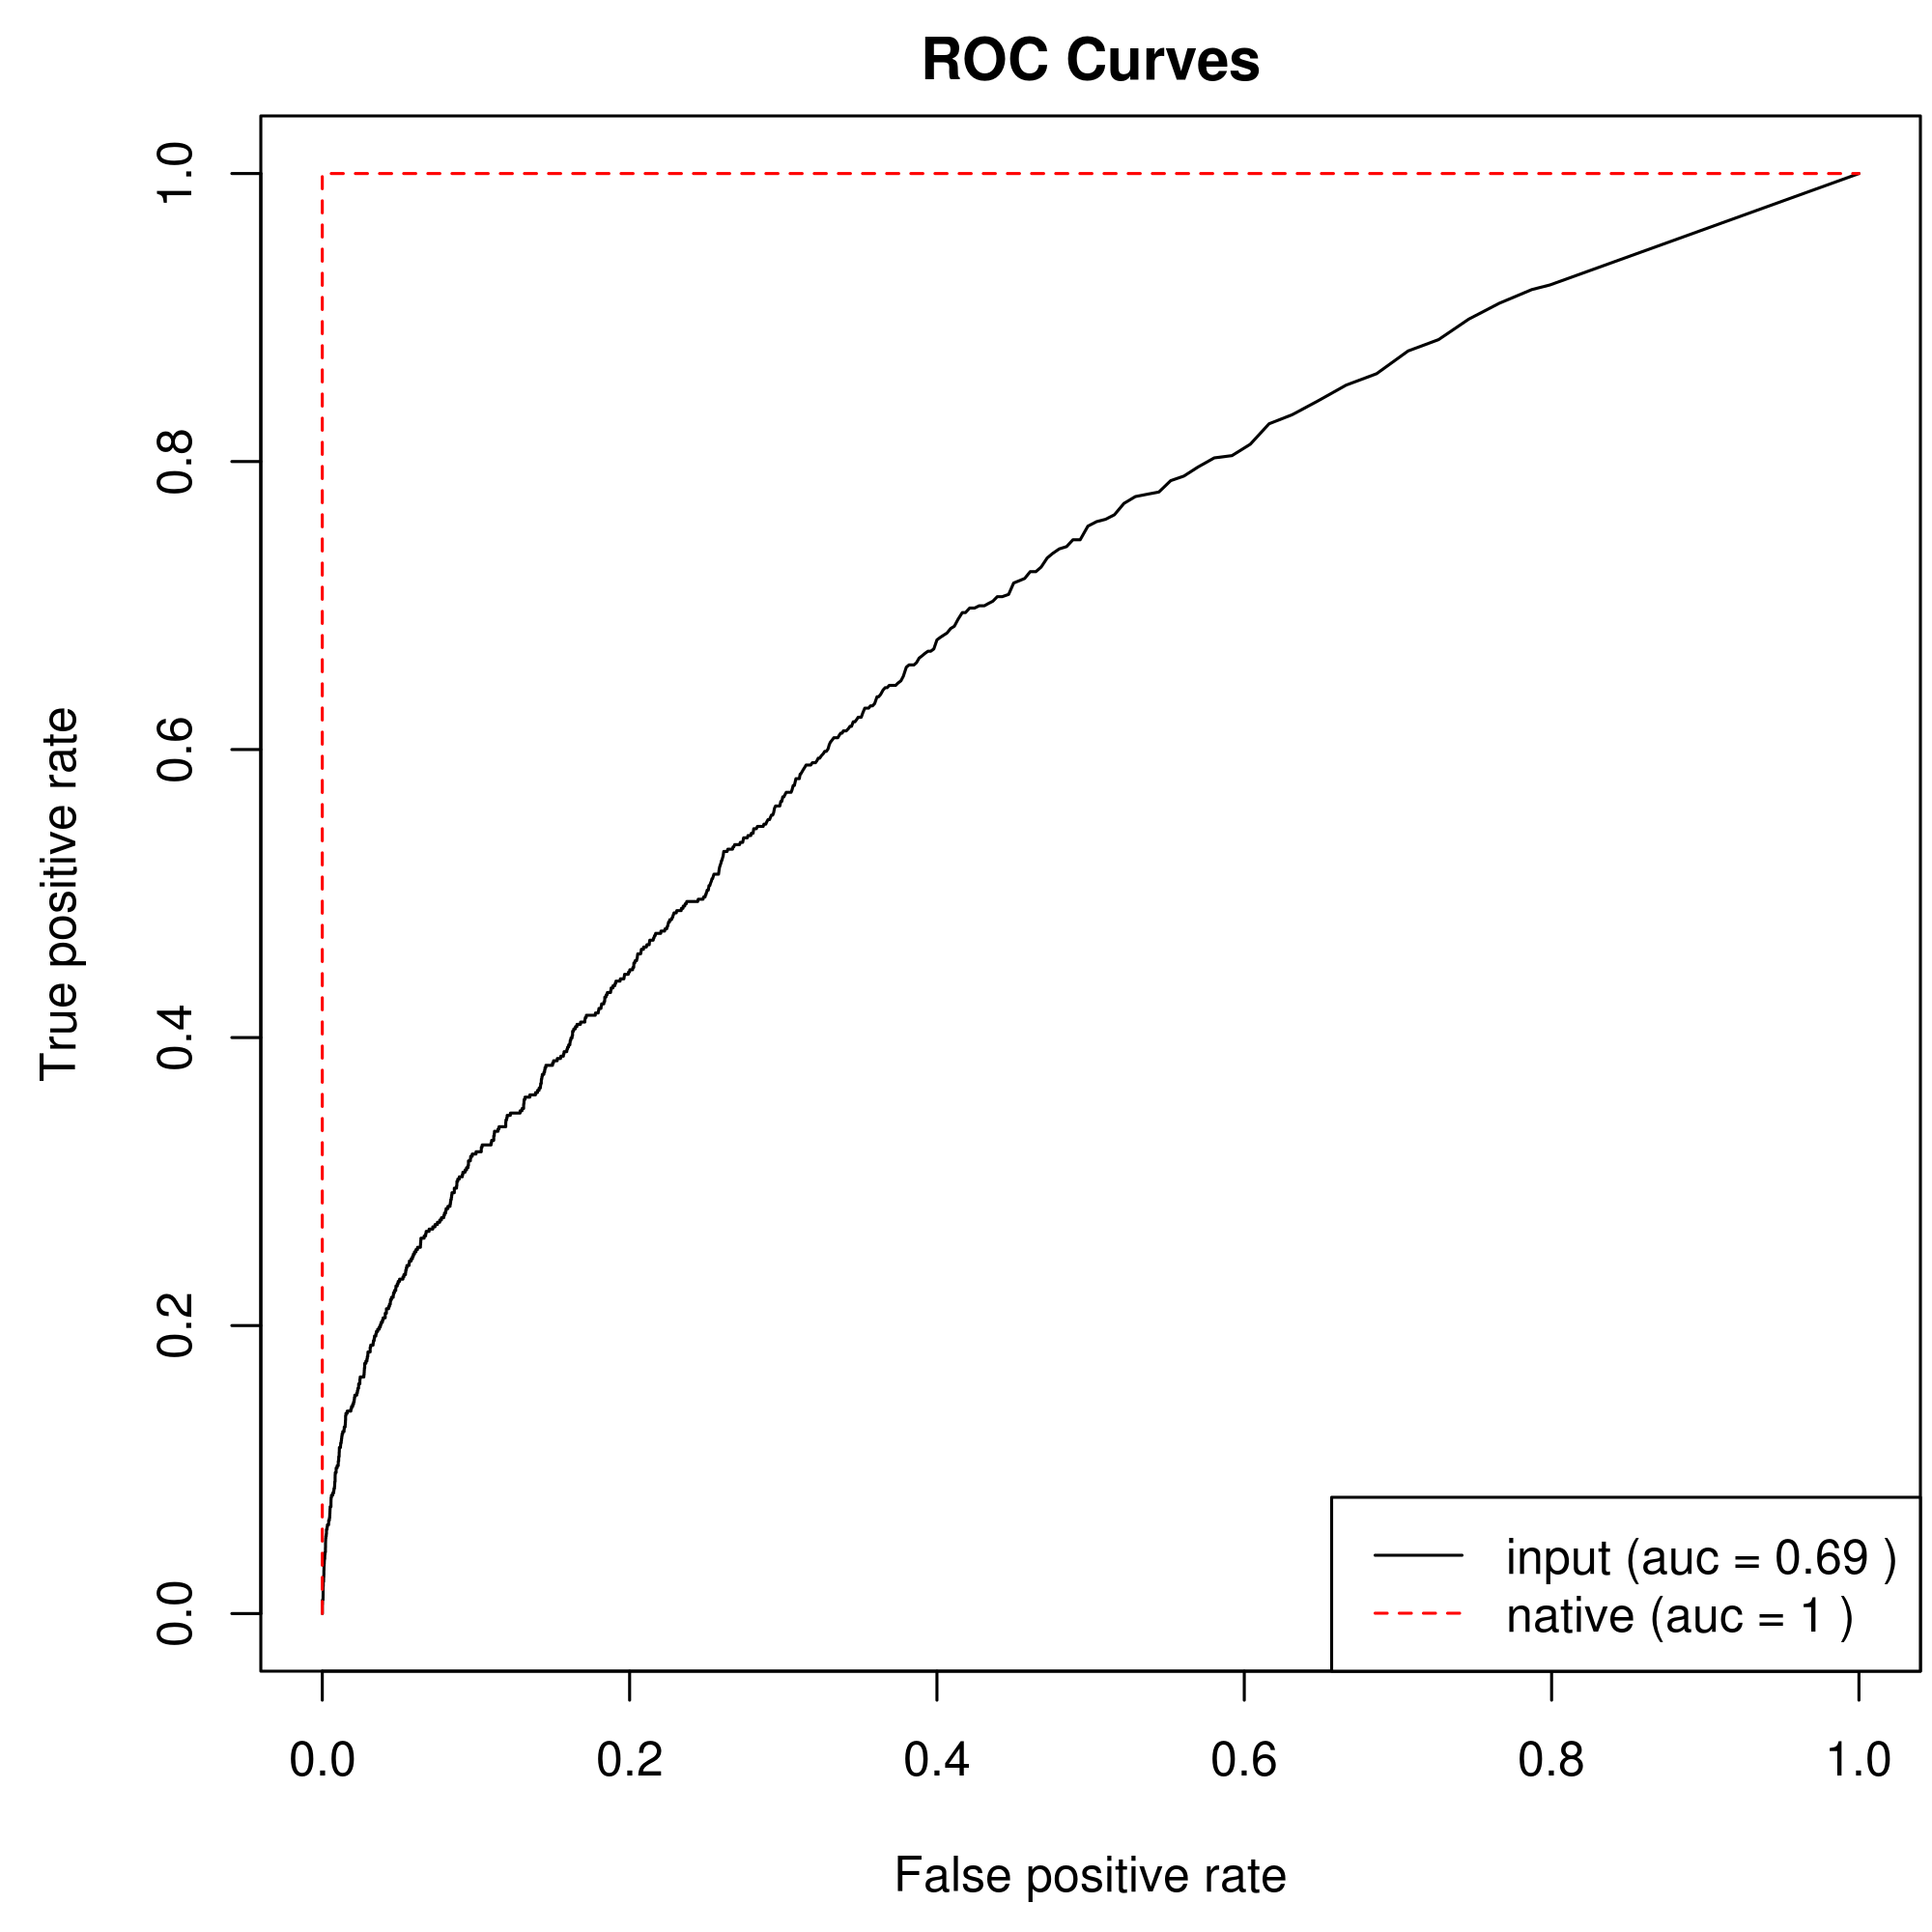 ROC Curves
True positive rate
1.0
0.8
0.6
0.4
0.2
0.0
input (auc = 0.69 )
native (auc = 1 )
0.0 0.2 0.4 0.6 0.8 1.0
False positive rate